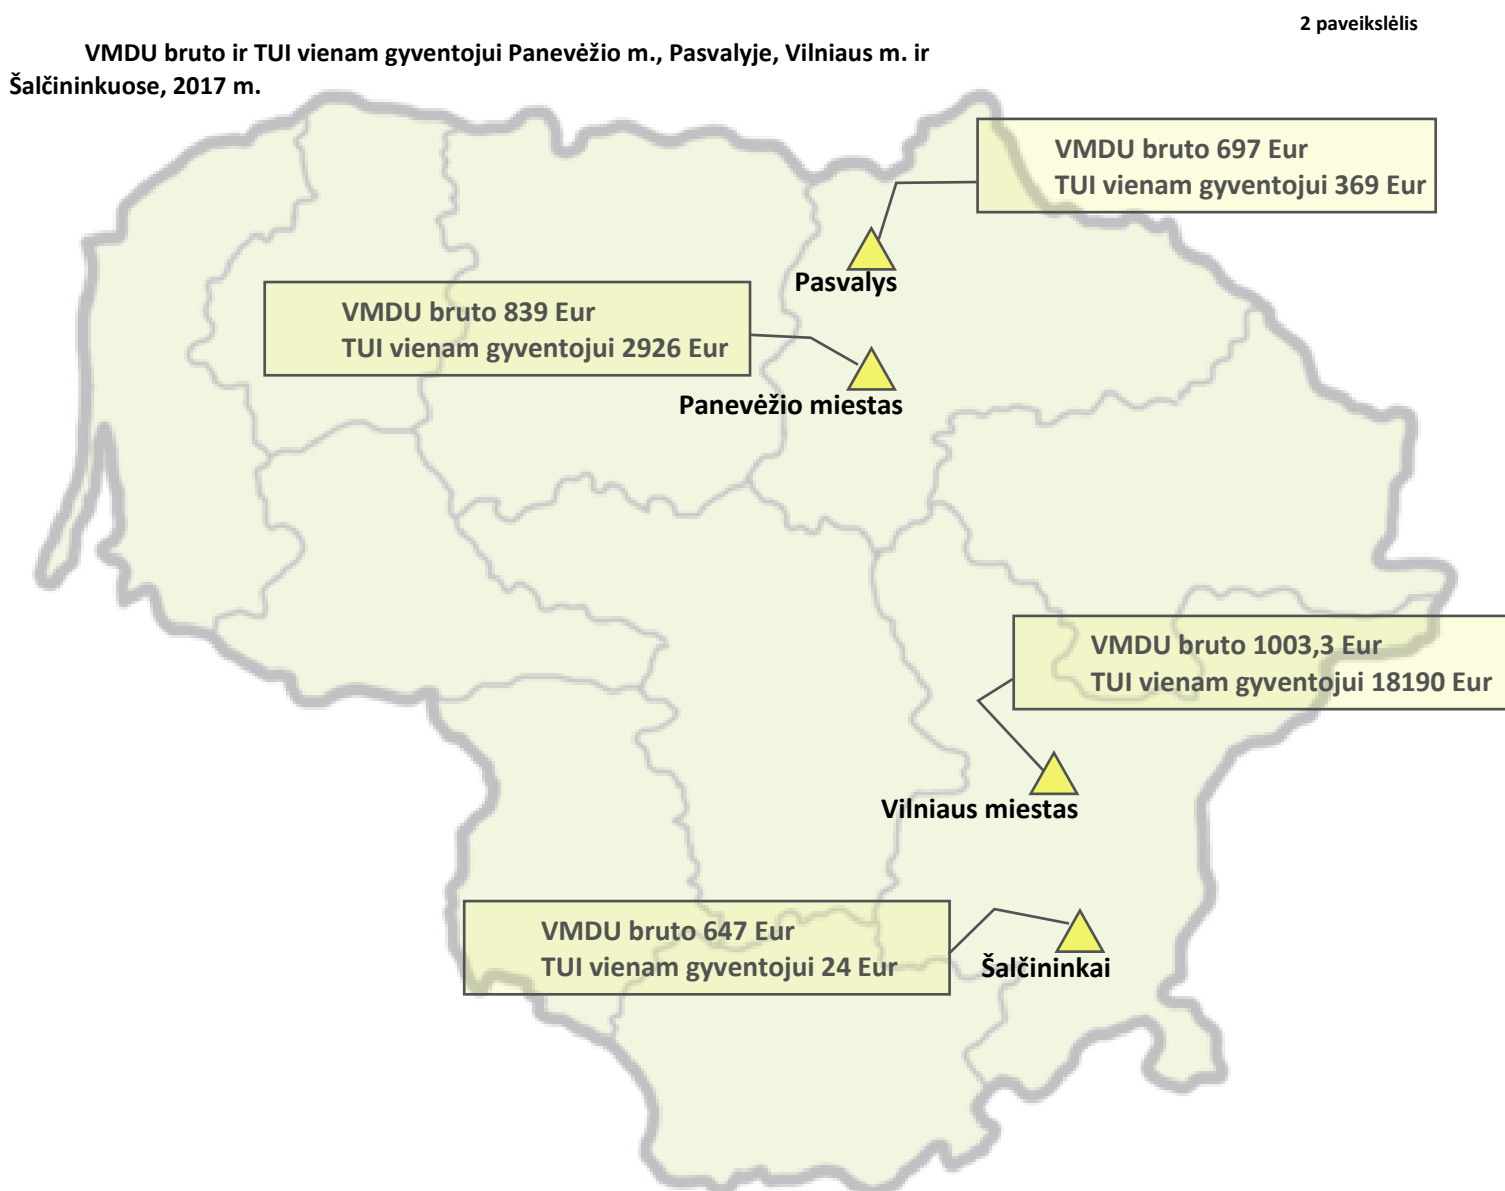 2 paveikslėlis
VMDU bruto ir TUI vienam gyventojui Panevėžio m., Pasvalyje, Vilniaus m. ir
Šalčininkuose, 2017 m.
VMDU bruto 697 Eur
TUI vienam gyventojui 369 Eur
Pasvalys
VMDU bruto 839 Eur
TUI vienam gyventojui 2926 Eur
Panevėžio miestas
VMDU bruto 1003,3 Eur
TUI vienam gyventojui 18190 Eur
Vilniaus miestas
VMDU bruto 647 Eur
TUI vienam gyventojui 24 Eur
Šalčininkai